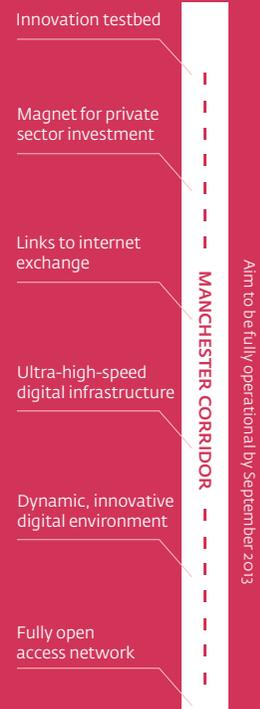 Innovation testbed
Magnet for private
sector investment
Links to internet
exchange
Ultra-high-speed
digital infrastructure
Dynamic, innovative
digital environment
Fully open
access network
MANCHESTER CORRIDOR
Aim to be fully operational by September 2013